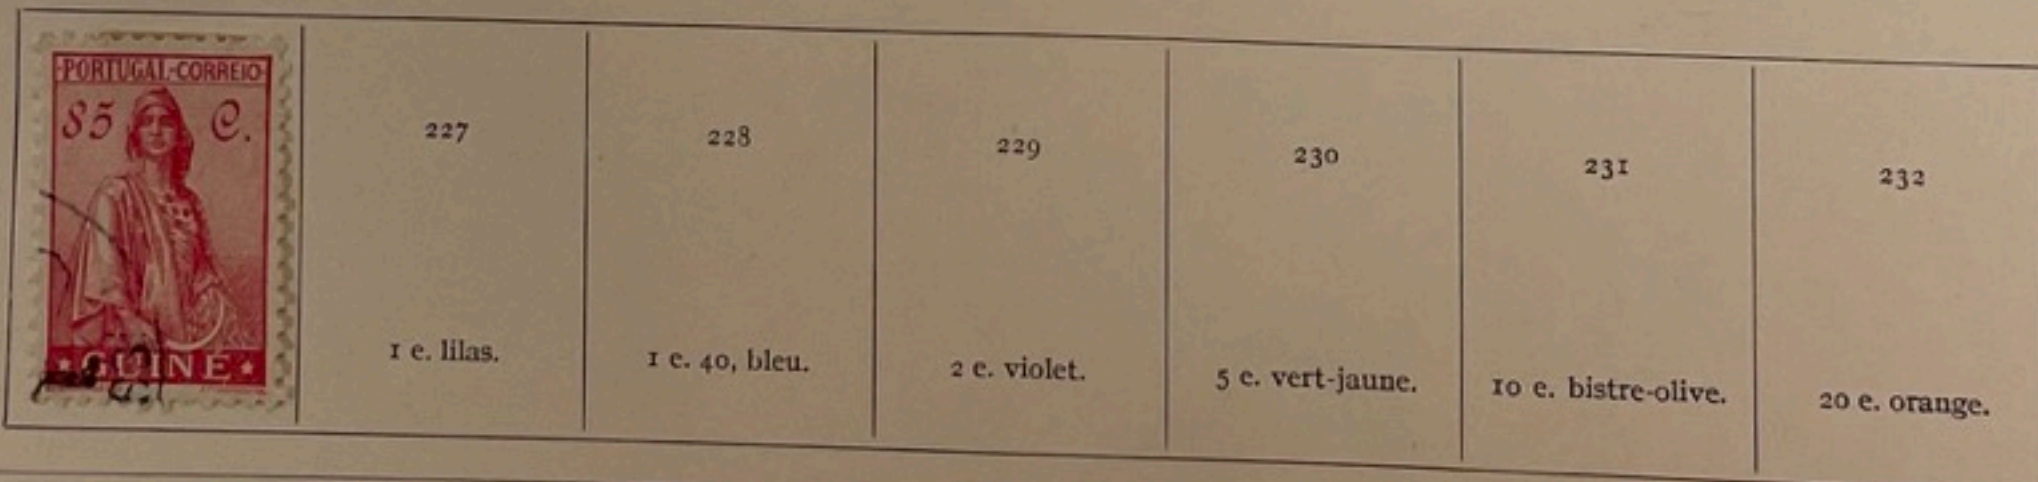 PORTUGAL-CORREIO
85 C.
GUINÉ
227
1 e. lilas.
228
1 e. 40, bleu.
229
2 e. violet.
230
5 e. vert-jaune.
231
10 e. bistre-olive.
232
20 e. orange.